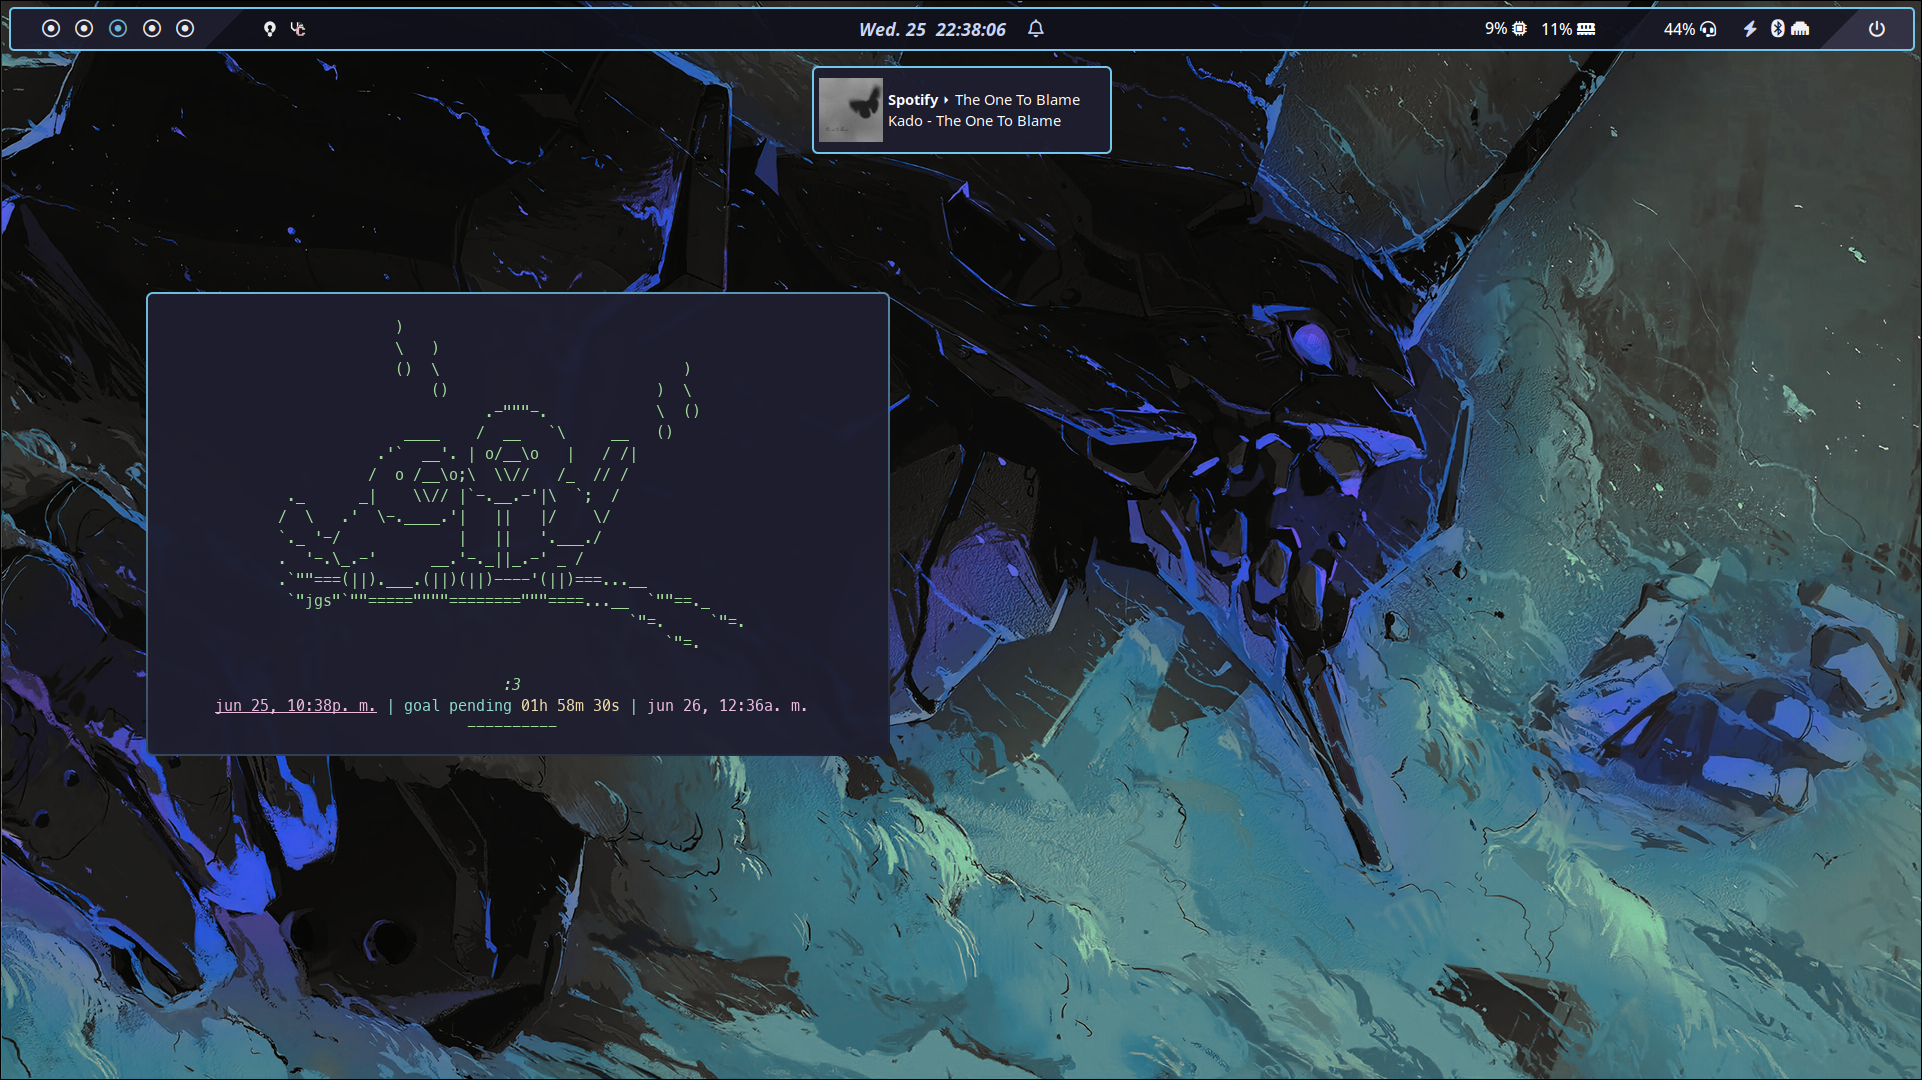 Wed. 25 22:38:06
9% 11% 44%
Spotify The One To Blame
Kado - The One To Blame
jgs
:3
jun 25, 10:38p. m. | goal pending 01h 58m 30s | jun 26, 12:36a. m.
----------